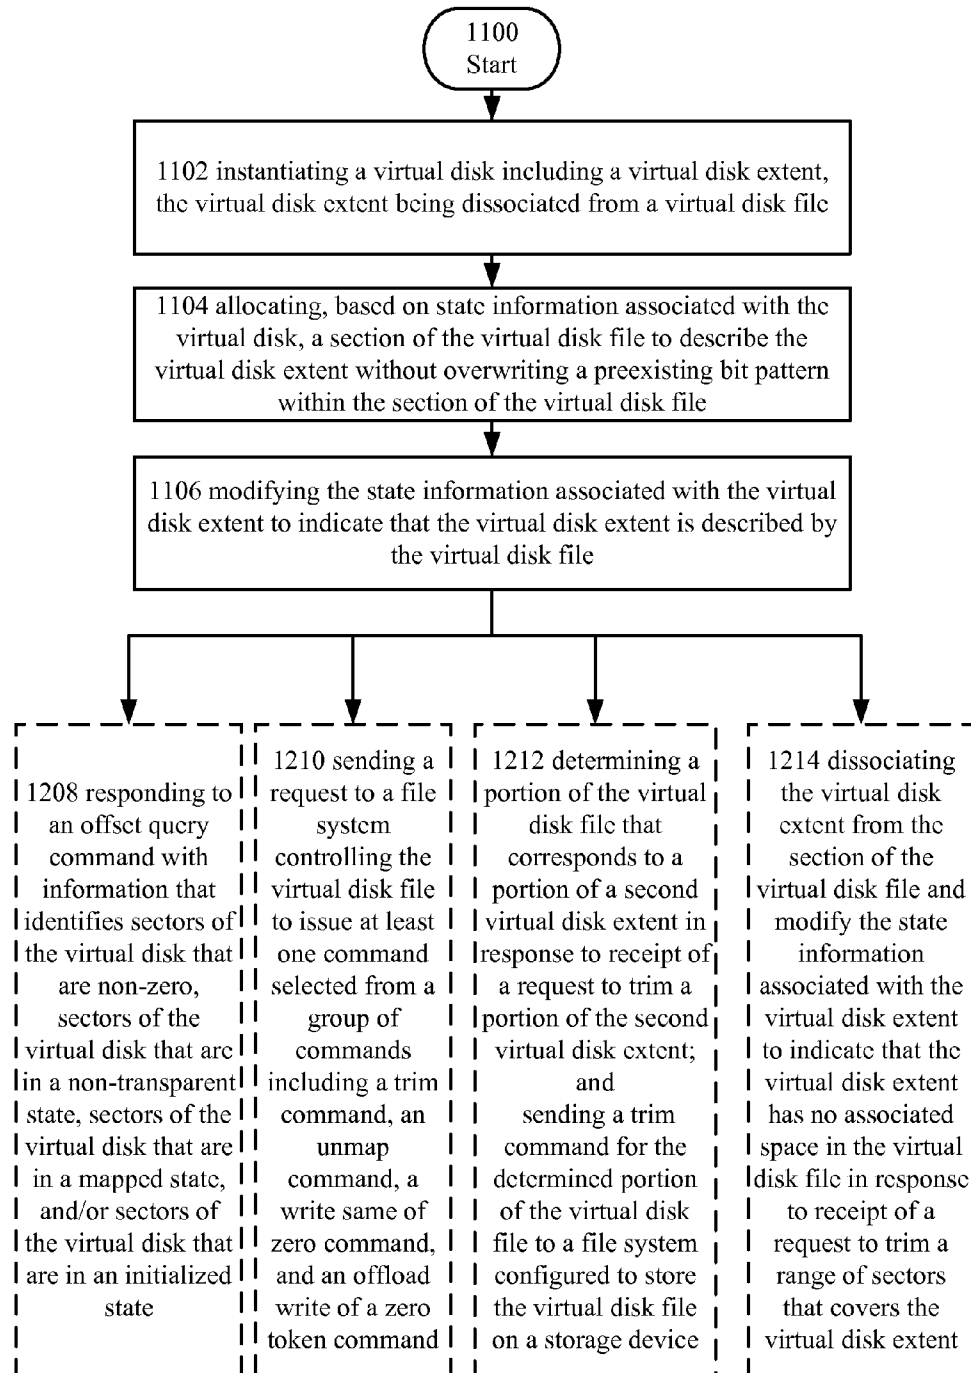 1100
Start
1102 instantiating a virtual disk including a virtual disk extent,
the virtual disk extent being dissociated from a virtual disk file
1104 allocating, based on state information associated with the
virtual disk, a section of the virtual disk file to describe the
virtual disk extent without overwriting a preexisting bit pattern
within the section of the virtual disk file
1106 modifying the state information associated with the virtual
disk extent to indicate that the virtual disk extent is described by
the virtual disk file
1208 responding to
an offset query
command with
information that
identifies sectors of
the virtual disk that
are non-zero,
sectors of the
virtual disk that are
in a non-transparent
state, sectors of the
virtual disk that are
in a mapped state,
and/or sectors of
the virtual disk that
are in an initialized
state
1210 sending a
request to a file
system
controlling the
virtual disk file
to issue at least
one command
selected from a
group of
commands
including a trim
command, an
unmap
command, a
write same of
zero command,
and an offload
write of a zero
token command
1212 determining a
portion of the virtual
disk file that
corresponds to a
portion of a second
virtual disk extent in
response to receipt of
a request to trim a
portion of the second
virtual disk extent;
and
sending a trim
command for the
determined portion
of the virtual disk
file to a file system
configured to store
the virtual disk file
on a storage device
1214 dissociating
the virtual disk
extent from the
section of the
virtual disk file and
modify the state
information
associated with the
virtual disk extent
to indicate that the
virtual disk extent
has no associated
space in the virtual
disk file in response
to receipt of a
request to trim a
range of sectors
that covers the
virtual disk extent